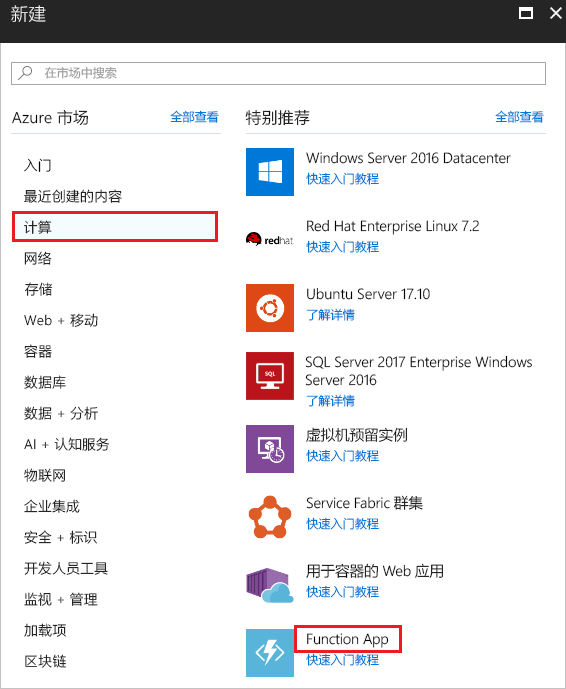 新建
在市场中搜索
Azure 市场
全部查看
入门
最近创建的内容
计算
网络
存储
Web + 移动
容器
数据库
数据 + 分析
AI + 认知服务
物联网
企业集成
安全 + 标识
开发人员工具
监视 + 管理
加载项
区块链
特别推荐
全部查看
Windows Server 2016 Datacenter
快速入门教程
redhat
Red Hat Enterprise Linux 7.2
快速入门教程
Ubuntu Server 17.10
了解详情
SQL
SQL Server 2017 Enterprise Windows
Server 2016
了解详情
虚拟机预留实例
快速入门教程
Service Fabric 群集
快速入门教程
用于容器的 Web 应用
快速入门教程
Function App
快速入门教程